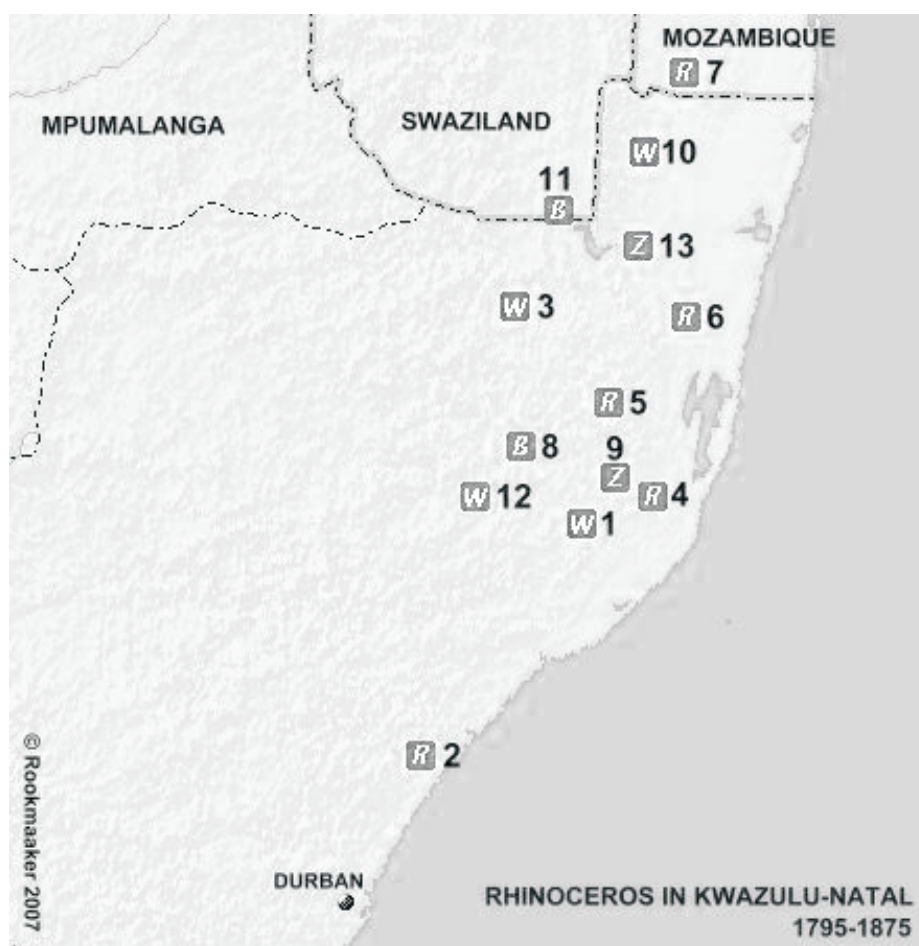 MOZAMBIQUE
R 7
MPUMALANGA
SWAZILAND
W 10
11
B
Z 13
W 3
R 6
R 5
B 8
9
Z
W 12
R 4
W 1
R 2
© Rookmaaker 2007
DURBAN
RHINOCEROS IN KWAZULU-NATAL
1795-1875